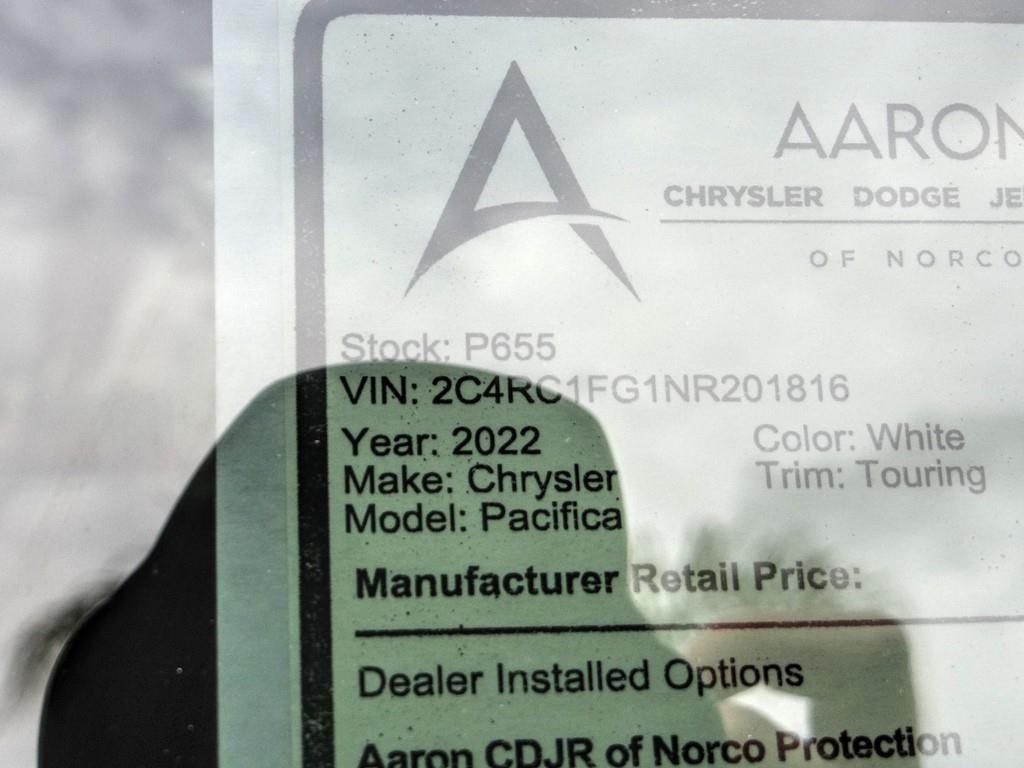 AARON
CHRYSLER DODGE JE
OF NORCO
Stock: P655
VIN: 2C4RC1FG1NR201816
Year: 2022
Color: White
Make: Chrysler
Trim: Touring
Model: Pacifica
Manufacturer Retail Price:
Dealer Installed Options
Aaron CDJR of Norco Protection